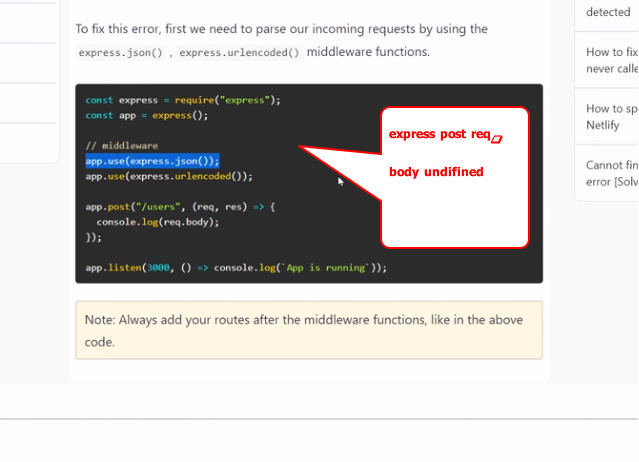 To fix this error, first we need to parse our incoming requests by using the
express.json() , express.urlencoded() middleware functions.
const express = require("express");
const app = express();
// middleware
app.use(express.json());
app.use(express.urlencoded());
app.post("/users", (req, res) => {
console.log(req.body);
});
app.listen(3000, () => console.log(`App is running`));
express post req
body undifined
Note: Always add your routes after the middleware functions, like in the above
code.
detected
How to fix
never calle
How to sp
Netlify
Cannot fin
error [Solv